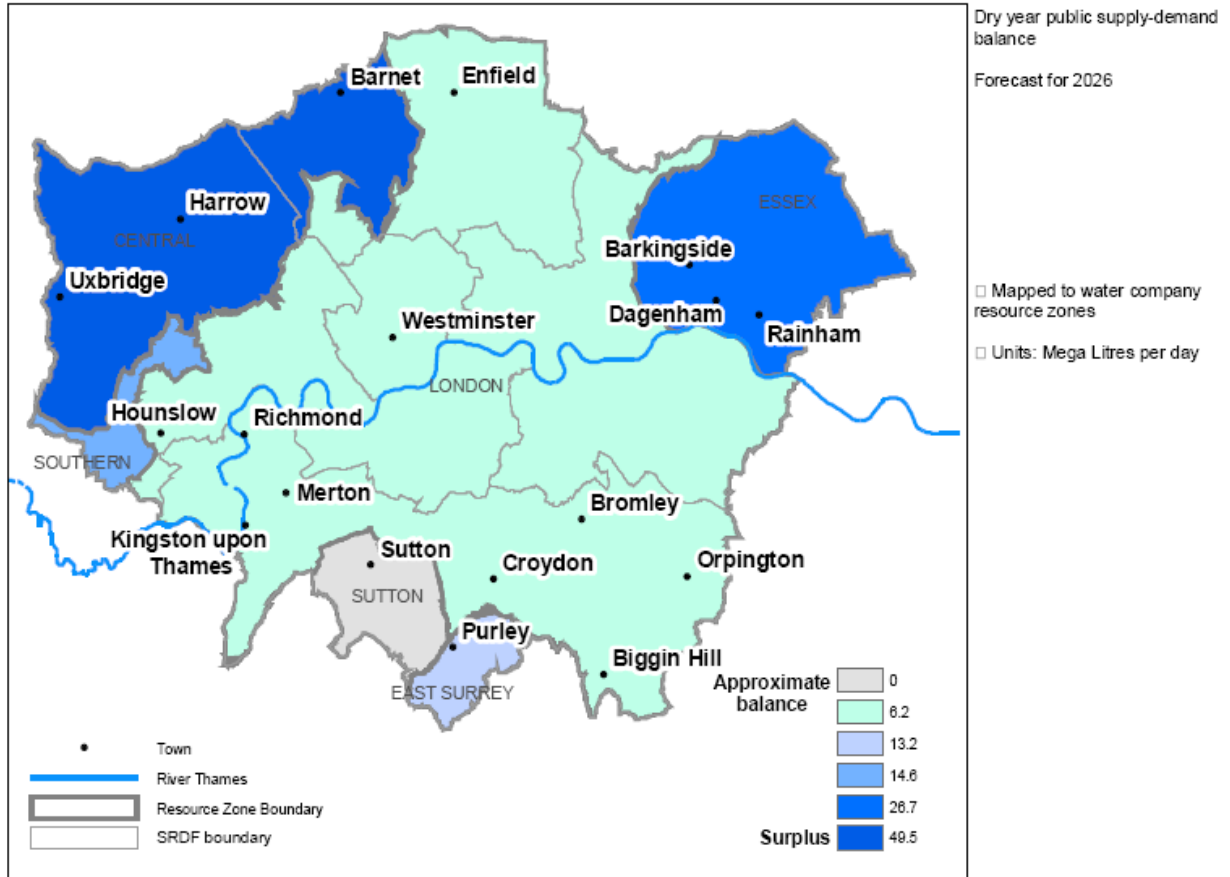 Dry year public supply-demand
balance
Forecast for 2026
□ Mapped to water company
resource zones
□ Units: Mega Litres per day
Barnet
Enfield
Harrow
CENTRAL
ESSEX
Barkingside
Uxbridge
Dagenham
Rainham
Westminster
LONDON
Hounslow
Richmond
SOUTHERN
Merton
Bromley
Kingston upon
Thames
Sutton
Croydon
Orpington
SUTTON
Purley
Biggin Hill
EAST SURREY
Approximate
balance
0
6.2
13.2
14.6
26.7
Surplus
49.5
Town
River Thames
Resource Zone Boundary
SRDF boundary